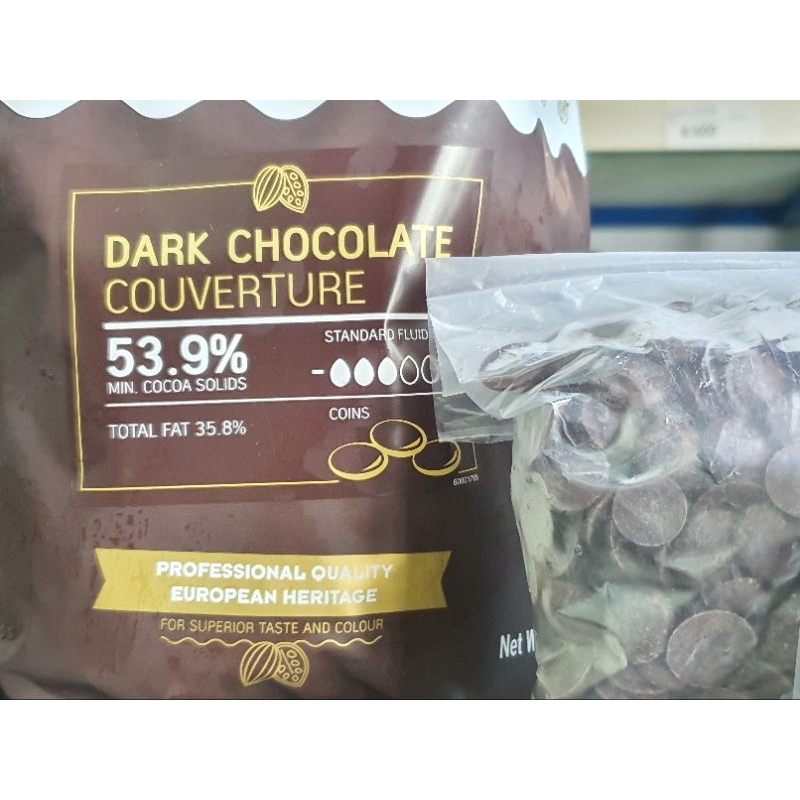 DARK CHOCOLATE
COUVERTURE
53.9%
MIN. COCOA SOLIDS
TOTAL FAT 35.8%
STANDARD FLUID
COINS
PROFESSIONAL QUALITY
EUROPEAN HERITAGE
FOR SUPERIOR TASTE AND COLOUR
Net